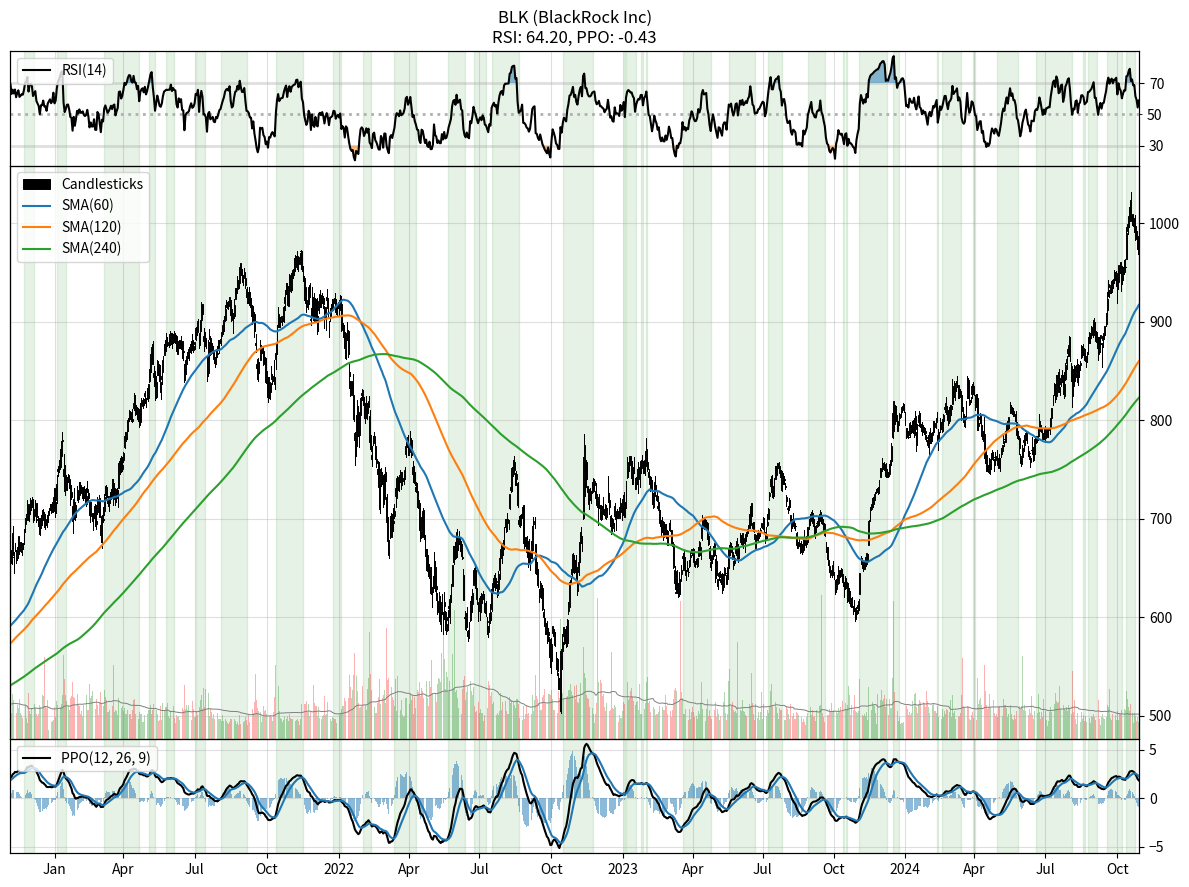 BLK (BlackRock Inc)
RSI: 64.20, PPO: -0.43
RSI(14)
70
50
30
Candlesticks
SMA(60)
SMA(120)
SMA(240)
1000
900
800
700
600
500
PPO(12, 26, 9)
5
0
−5
Jan Apr Jul Oct 2022 Apr Jul Oct 2023 Apr Jul Oct 2024 Apr Jul Oct